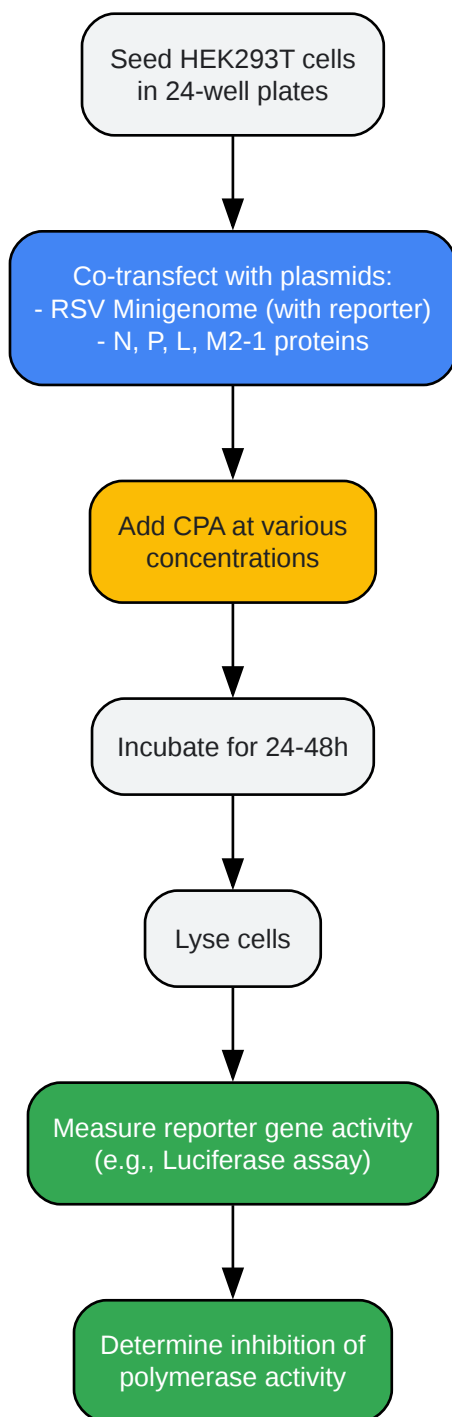 Seed HEK293T cells
in 24-well plates
Co-transfect with plasmids:
- RSV Minigenome (with reporter)
- N, P, L, M2-1 proteins
Add CPA at various
concentrations
Incubate for 24-48h
Lyse cells
Measure reporter gene activity
(e.g., Luciferase assay)
Determine inhibition of
polymerase activity